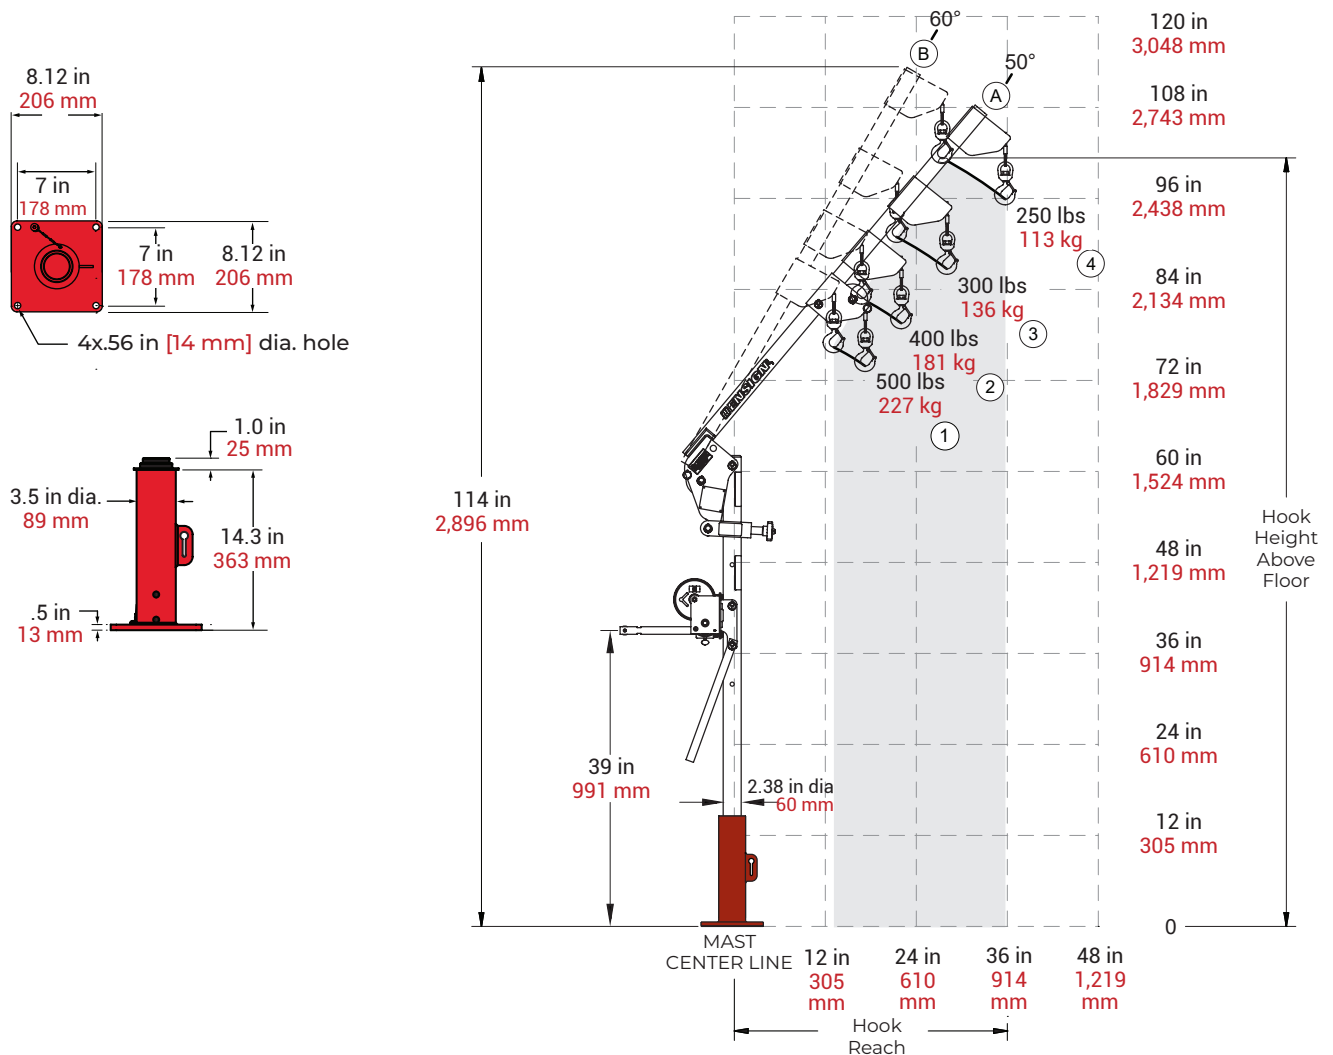 8.12 in
206 mm
7 in
178 mm
7 in
178 mm
8.12 in
206 mm
4x.56 in [14 mm] dia. hole
1.0 in
25 mm
3.5 in dia.
89 mm
14.3 in
363 mm
.5 in
13 mm
B
60°
A
50°
114 in
2,896 mm
250 lbs
113 kg
4
300 lbs
136 kg
3
400 lbs
181 kg
2
500 lbs
227 kg
1
ENSIGN
39 in
991 mm
2.38 in dia
60 mm
120 in
3,048 mm
108 in
2,743 mm
96 in
2,438 mm
84 in
2,134 mm
72 in
1,829 mm
60 in
1,524 mm
48 in
1,219 mm
36 in
914 mm
24 in
610 mm
12 in
305 mm
0
Hook
Height
Above
Floor
MAST
CENTER LINE
12 in
305
mm
24 in
610
mm
36 in
914
mm
48 in
1,219
mm
Hook
Reach